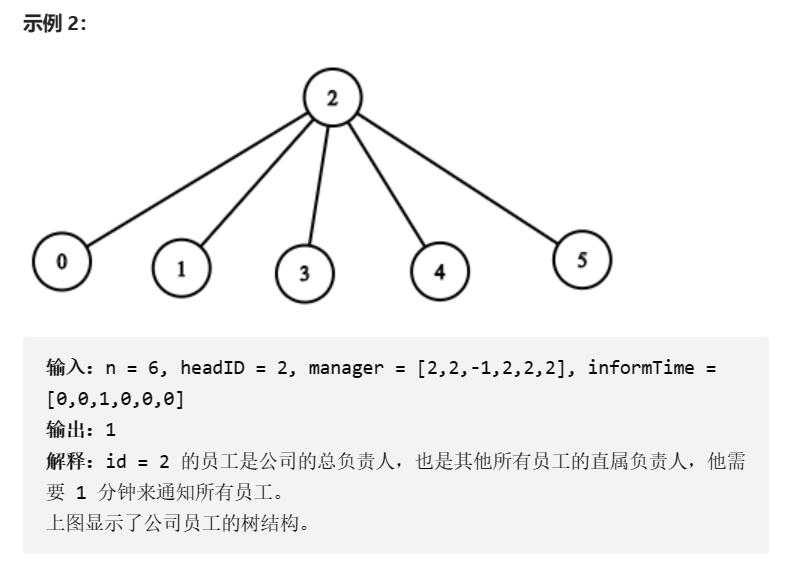 示例 2：
2
0
1
3
4
5
输入：n = 6, headID = 2, manager = [2,2,-1,2,2,2], informTime =
[0,0,1,0,0,0]
输出：1
解释：id = 2 的员工是公司的总负责人，也是其他所有员工的直属负责人，他需
要 1 分钟来通知所有员工。
上图显示了公司员工的树结构。